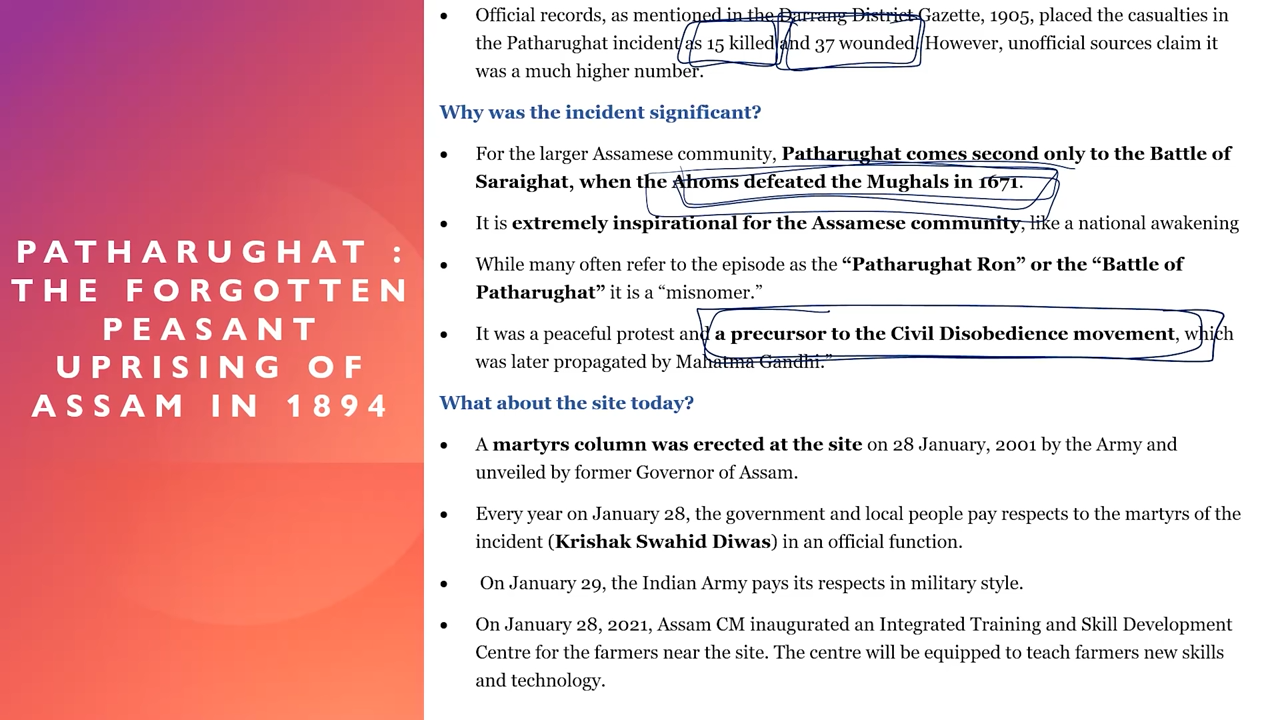 PATHARUGHAT :
THE FORGOTTEN
PEASANT
UPRISING OF
ASSAM IN 1894
• Official records, as mentioned in the Darrang District Gazette, 1905, placed the casualties in
the Patharughat incident as 15 killed and 37 wounded. However, unofficial sources claim it
was a much higher number.
Why was the incident significant?
• For the larger Assamese community, Patharughat comes second only to the Battle of
Saraighat, when the Ahoms defeated the Mughals in 1671.
• It is extremely inspirational for the Assamese community, like a national awakening
• While many often refer to the episode as the “Patharughat Ron” or the “Battle of
Patharughat” it is a “misnomer.”
• It was a peaceful protest and a precursor to the Civil Disobedience movement, which
was later propagated by Mahatma Gandhi.”
What about the site today?
• A martyrs column was erected at the site on 28 January, 2001 by the Army and
unveiled by former Governor of Assam.
• Every year on January 28, the government and local people pay respects to the martyrs of the
incident (Krishak Swahid Diwas) in an official function.
• On January 29, the Indian Army pays its respects in military style.
• On January 28, 2021, Assam CM inaugurated an Integrated Training and Skill Development
Centre for the farmers near the site. The centre will be equipped to teach farmers new skills
and technology.